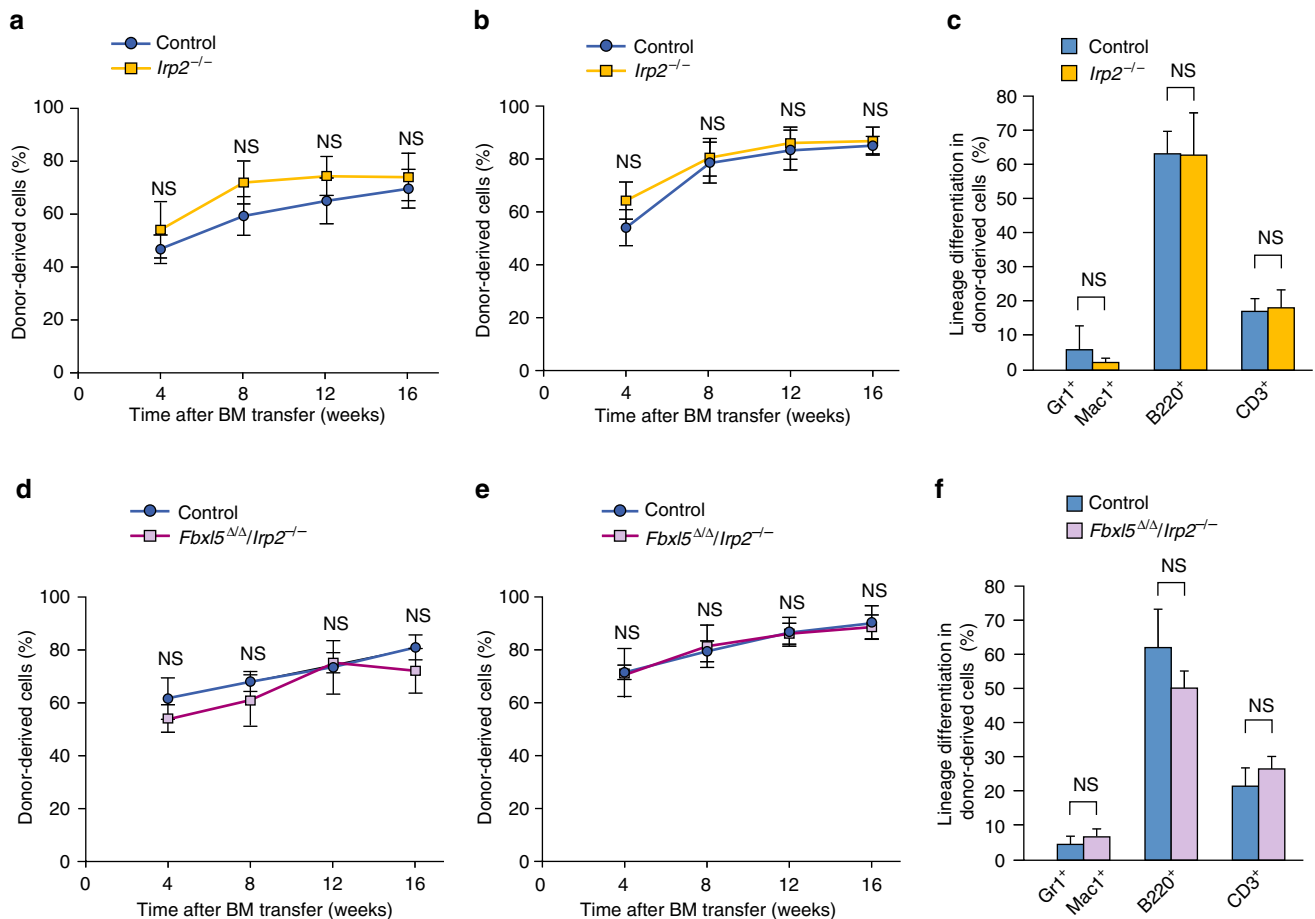 a
Control
Irp2⁻/⁻
100
80
60
40
20
0
Donor-derived cells (%)
NS
NS
NS
NS
0
4
8
12
16
Time after BM transfer (weeks)
b
Control
Irp2⁻/⁻
100
80
60
40
20
0
Donor-derived cells (%)
NS
NS
NS
NS
0
4
8
12
16
Time after BM transfer (weeks)
c
Control
Irp2⁻/⁻
80
70
60
50
40
30
20
10
0
Lineage differentiation in
donor-derived cells (%)
NS
NS
NS
Gr1⁺
Mac1⁺
B220⁺
CD3⁺
d
Control
Fbxl5Δ/Δ/Irp2⁻/⁻
100
80
60
40
20
0
Donor-derived cells (%)
NS
NS
NS
NS
0
4
8
12
16
Time after BM transfer (weeks)
e
Control
Fbxl5Δ/Δ/Irp2⁻/⁻
100
80
60
40
20
0
Donor-derived cells (%)
NS
NS
NS
NS
0
4
8
12
16
Time after BM transfer (weeks)
f
Control
Fbxl5Δ/Δ/Irp2⁻/⁻
80
70
60
50
40
30
20
10
0
Lineage differentiation in
donor-derived cells (%)
NS
NS
NS
Gr1⁺
Mac1⁺
B220⁺
CD3⁺